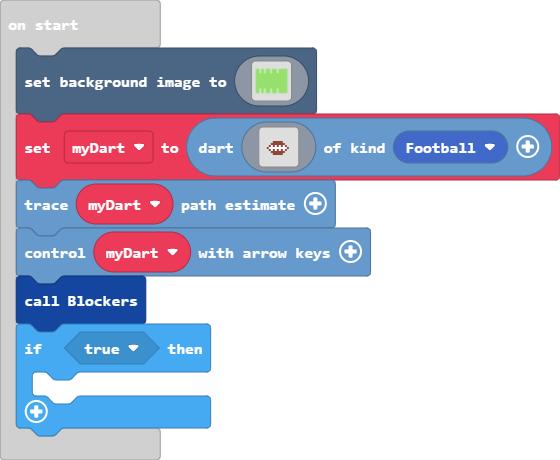 on start
set background image to
set myDart to dart of kind Football
trace myDart path estimate
control myDart with arrow keys
call Blockers
if true then